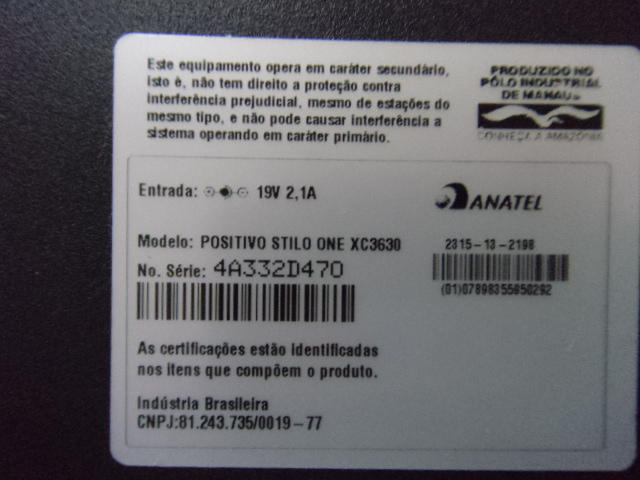 Este equipamento opera em caráter secundário,
isto è, não tem direito a proteção contra
interferência prejudicial, mesmo de estações do
mesmo tipo, e não pode causar interferência a
sistema operando em caráter primário.
PRODUZIDO NO
PÓLO INDUSTRIAL
DE MANAUS
CONHEÇA A AMAZÔNIA
Entrada: 19V 2,1A
ANATEL
Modelo: POSITIVO STILO ONE XC3630
No. Série: 4A332D470
2315-13-2198
(01)07898355850292
As certificações estão identificadas
nos itens que compõem o produto.
Indústria Brasileira
CNPJ:81.243.735/0019-77